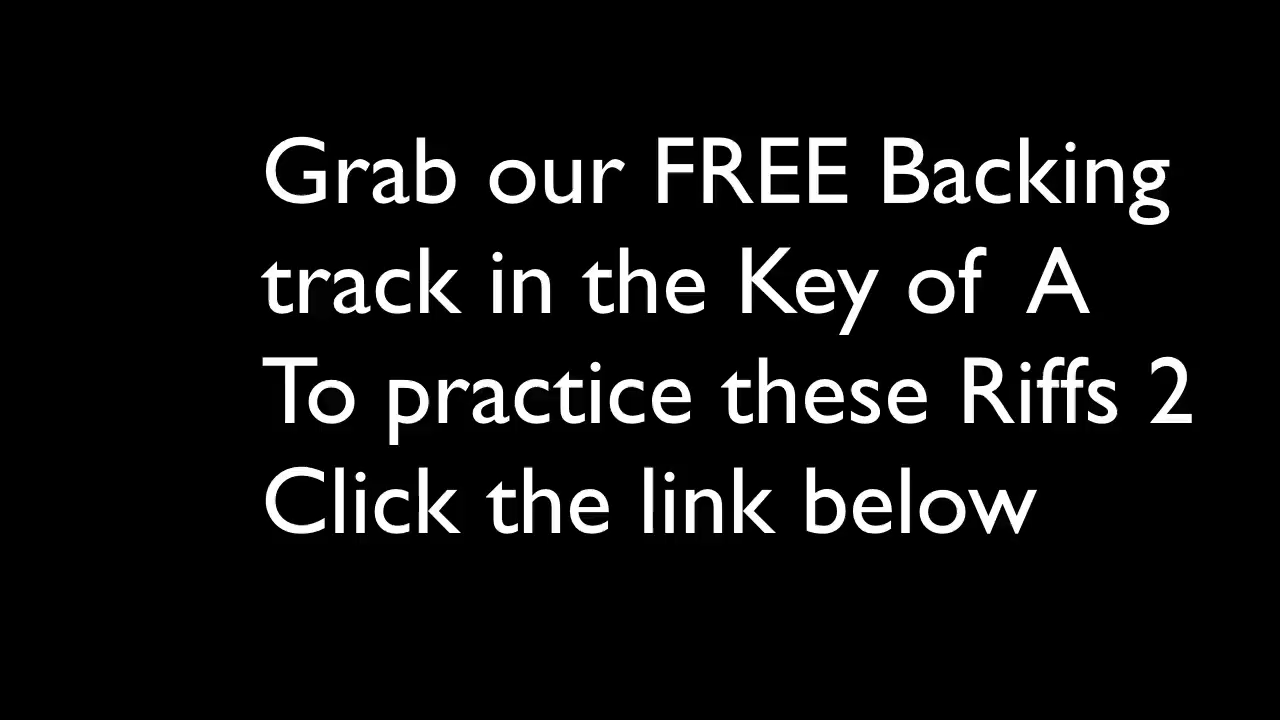 Grab our FREE Backing
track in the Key of A
To practice these Riffs 2
Click the link below